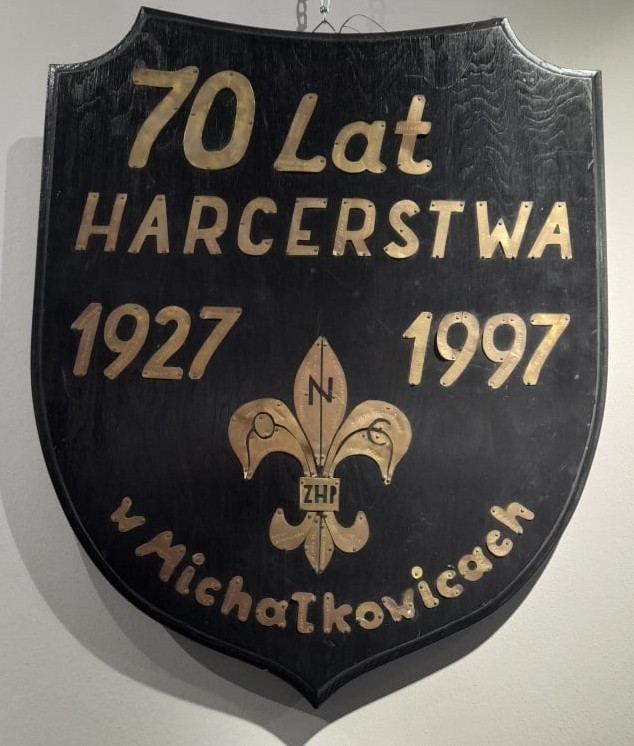 70 Lat
HARCERSTWA
1927 1997
N
O C
ZHP
w Michałkowicach